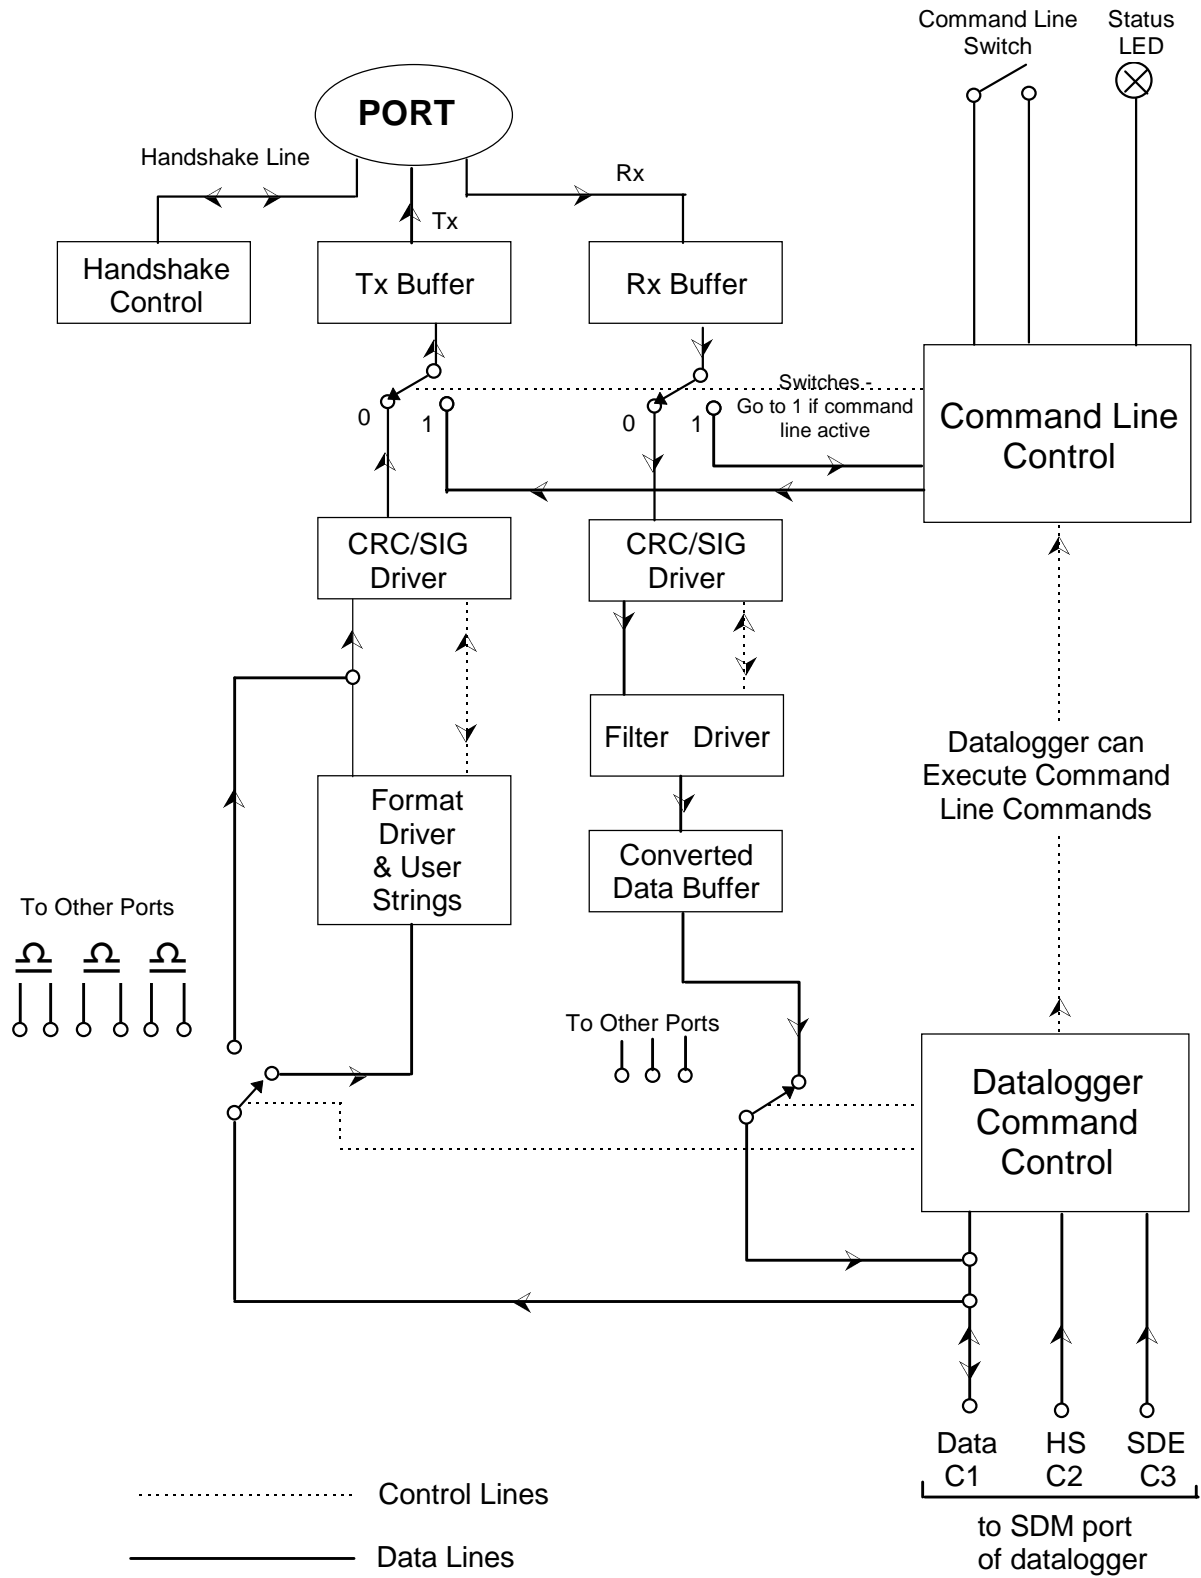 Command Line
Switch
Status
LED
PORT
Handshake Line
Rx
Tx
Handshake
Control
Tx Buffer
Rx Buffer
Switches -
Go to 1 if command
line active
0
1
0
1
Command Line
Control
CRC/SIG
Driver
CRC/SIG
Driver
Filter Driver
Datalogger can
Execute Command
Line Commands
Format
Driver
& User
Strings
Converted
Data Buffer
To Other Ports
To Other Ports
Datalogger
Command
Control
Data
C1
HS
C2
SDE
C3
Control Lines
to SDM port
of datalogger
Data Lines